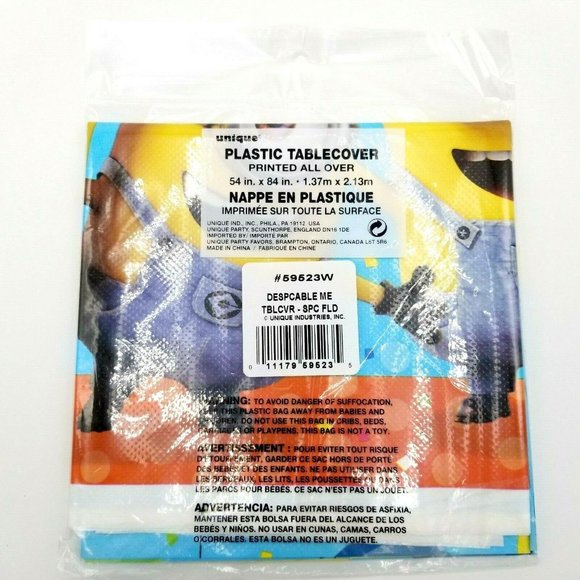 unique
PLASTIC TABLECOVER
PRINTED ALL OVER
54 in. x 84 in. • 1.37m x 2.13m
NAPPE EN PLASTIQUE
IMPRIMÉE SUR TOUTE LA SURFACE
UNIQUE IND., INC. PHILA., PA 19112 USA
UNIQUE PARTY, SCUNTHORPE, ENGLAND DN16 1DE
IMPORTED BY/ IMPORTÉ PAR
UNIQUE PARTY FAVORS, BRAMPTON, ONTARIO, CANADA L6T 5R6
MADE IN CHINA / FABRIQUÉ EN CHINE
#59523W
DESPCABLE ME
TBLCVR - SPC FLD
© UNIQUE INDUSTRIES, INC.
0 11179 59523 5
WARNING: TO AVOID DANGER OF SUFFOCATION,
KEEP THIS PLASTIC BAG AWAY FROM BABIES AND
CHILDREN. DO NOT USE THIS BAG IN CRIBS, BEDS,
CARRIAGES OR PLAYPENS. THIS BAG IS NOT A TOY.
AVERTISSEMENT : POUR EVITER TOUT RISQUE
D'ETOUFFEMENT, GARDER CE SAC HORS DE PORTÉE
DES BÉBÉS ET DES ENFANTS. NE PAS UTILISER DANS
LES BERCEAUX, LES LITS, LES POUSSETTES OU DANS
LES PARCS POUR BÉBÉS. CE SAC N'EST PAS UN JOUET.
ADVERTENCIA: PARA EVITAR RIESGOS DE ASFIXIA,
MANTENER ESTA BOLSA FUERA DEL ALCANCE DE LOS
BEBÉS Y NIÑOS. NO USAR EN CUNAS, CAMAS, CARROS
O CORRALES. ESTA BOLSA NO ES UN JUGUETE.